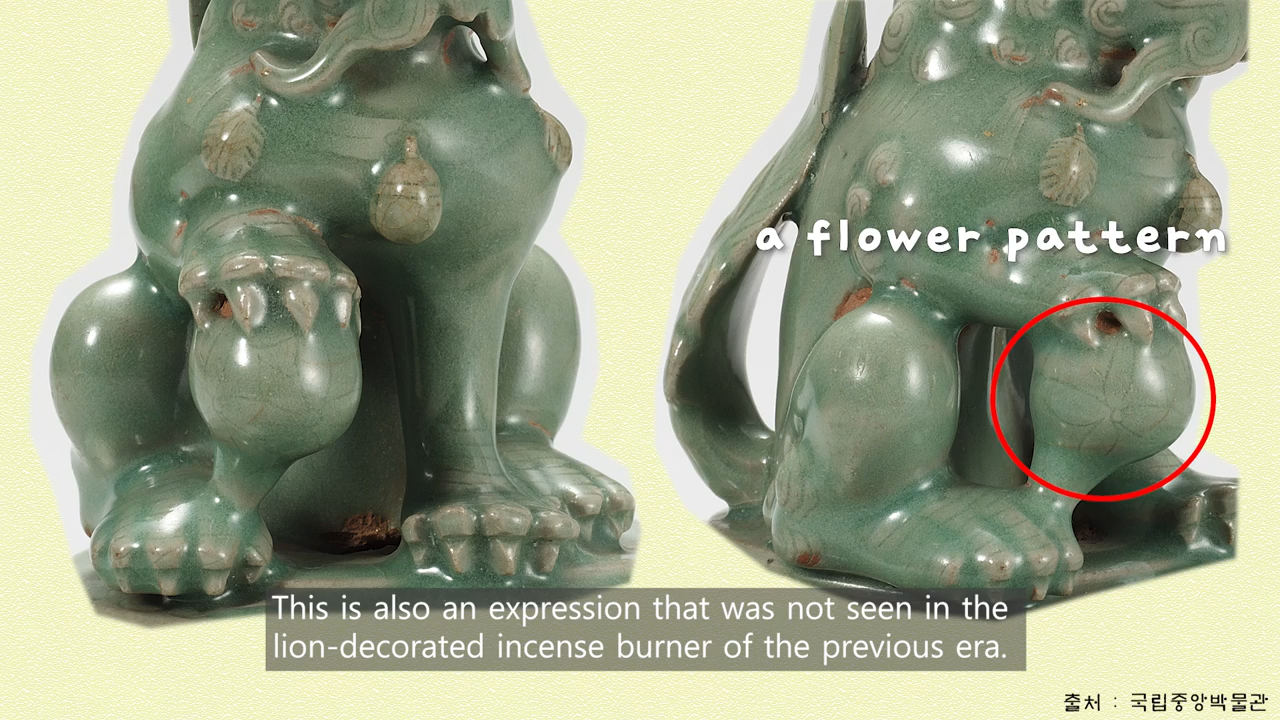 a flower pattern
This is also an expression that was not seen in the
lion-decorated incense burner of the previous era.
출처 : 국립중앙박물관